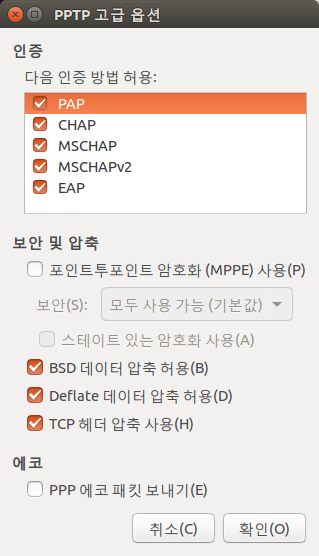 PPTP 고급 옵션
인증
다음 인증 방법 허용:
PAP
CHAP
MSCHAP
MSCHAPv2
EAP
보안 및 압축
포인트투포인트 암호화 (MPPE) 사용(P)
보안(S): 모두 사용 가능 (기본값)
스테이트 있는 암호화 사용(A)
BSD 데이터 압축 허용(B)
Deflate 데이터 압축 허용(D)
TCP 헤더 압축 사용(H)
에코
PPP 에코 패킷 보내기(E)
취소(C) 확인(O)